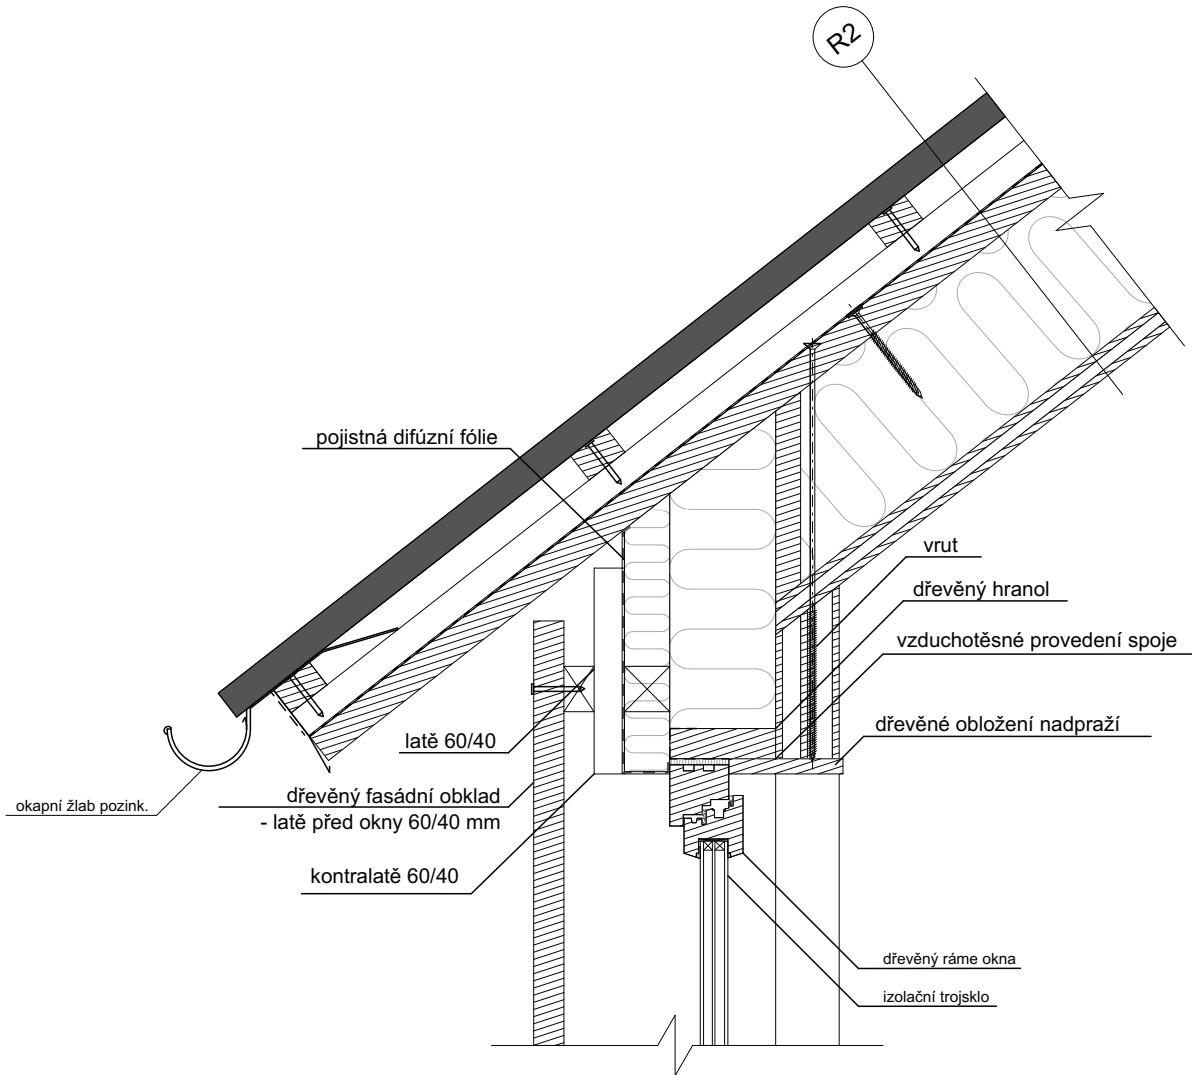 R2
pojistná difúzní fólie
vrut
dřevěný hranol
vzduchotěsné provedení spoje
dřevěné obložení nadpraží
latě 60/40
dřevěný fasádní obklad
- latě před okny 60/40 mm
okapní žlab pozink.
kontralatě 60/40
dřevěný ráme okna
izolační trojsklo